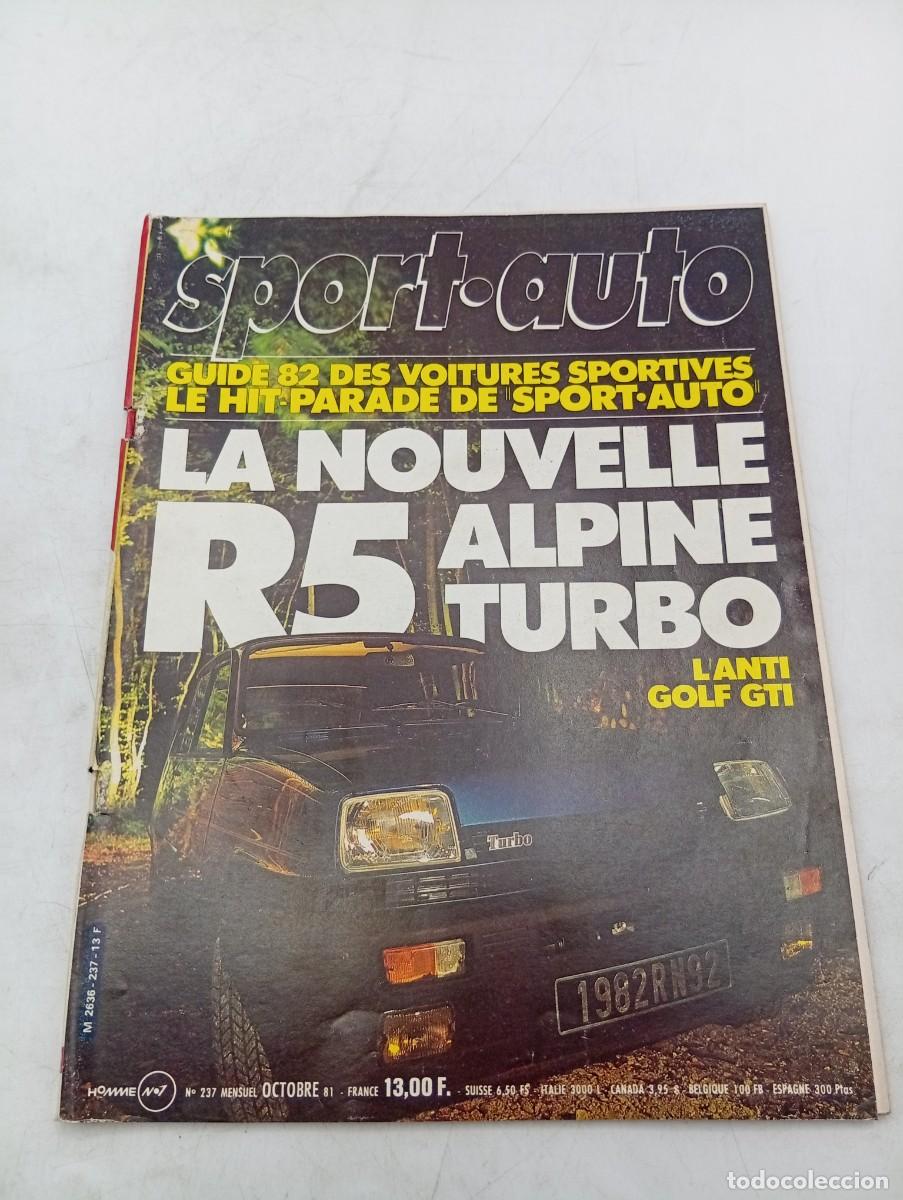 sport·auto
GUIDE 82 DES VOITURES SPORTIVES
LE HIT-PARADE DE "SPORT·AUTO"
LA NOUVELLE
R5 ALPINE
TURBO
L'ANTI
GOLF GTI
Turbo
1982RN92
M 2636 - 237 - 13 F
HOMME N°7
N° 237 MENSUEL OCTOBRE 81 - FRANCE 13,00 F. - SUISSE 6,50 FS - ITALIE 3000 L - CANADA 3,95 $ - BELGIQUE 100 FB - ESPAGNE 300 Ptas
todocoleccion.net